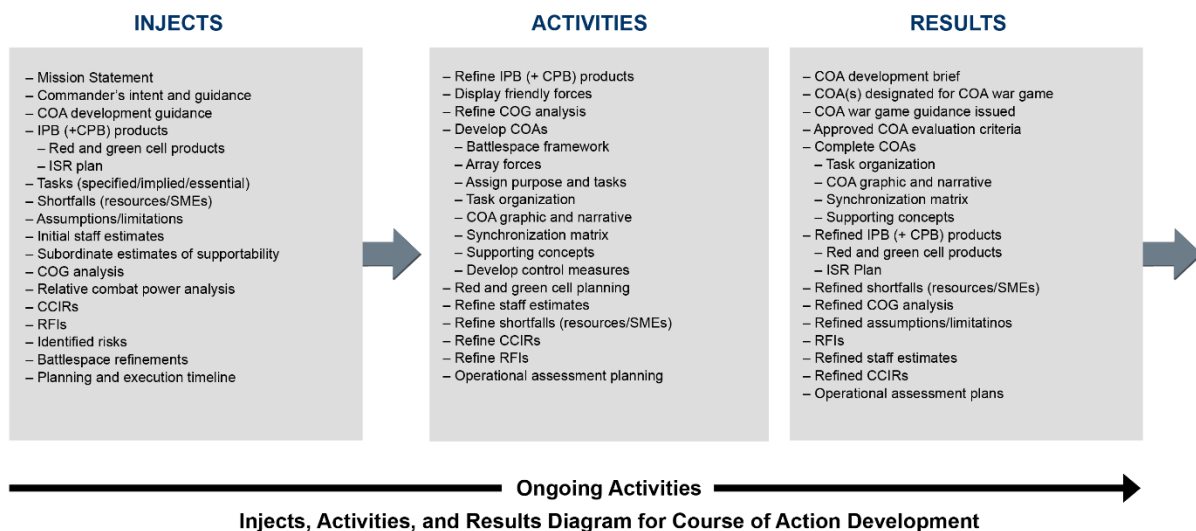 INJECTS
– Mission Statement
– Commander's intent and guidance
– COA development guidance
– IPB (+CPB) products
– Red and green cell products
– ISR plan
– Tasks (specified/implied/essential)
– Shortfalls (resources/SMEs)
– Assumptions/limitations
– Initial staff estimates
– Subordinate estimates of supportability
– COG analysis
– Relative combat power analysis
– CCIRs
– RFIs
– Identified risks
– Battlespace refinements
– Planning and execution timeline
ACTIVITIES
– Refine IPB (+ CPB) products
– Display friendly forces
– Refine COG analysis
– Develop COAs
– Battlespace framework
– Array forces
– Assign purpose and tasks
– Task organization
– COA graphic and narrative
– Synchronization matrix
– Supporting concepts
– Develop control measures
– Red and green cell planning
– Refine staff estimates
– Refine shortfalls (resources/SMEs)
– Refine CCIRs
– Refine RFIs
– Operational assessment planning
RESULTS
– COA development brief
– COA(s) designated for COA war game
– COA war game guidance issued
– Approved COA evaluation criteria
– Complete COAs
– Task organization
– COA graphic and narrative
– Synchronization matrix
– Supporting concepts
– Refined IPB (+ CPB) products
– Red and green cell products
– ISR Plan
– Refined shortfalls (resources/SMEs)
– Refined COG analysis
– Refined assumptions/limitatinos
– RFIs
– Refined staff estimates
– Refined CCIRs
– Operational assessment plans
Ongoing Activities
Injects, Activities, and Results Diagram for Course of Action Development